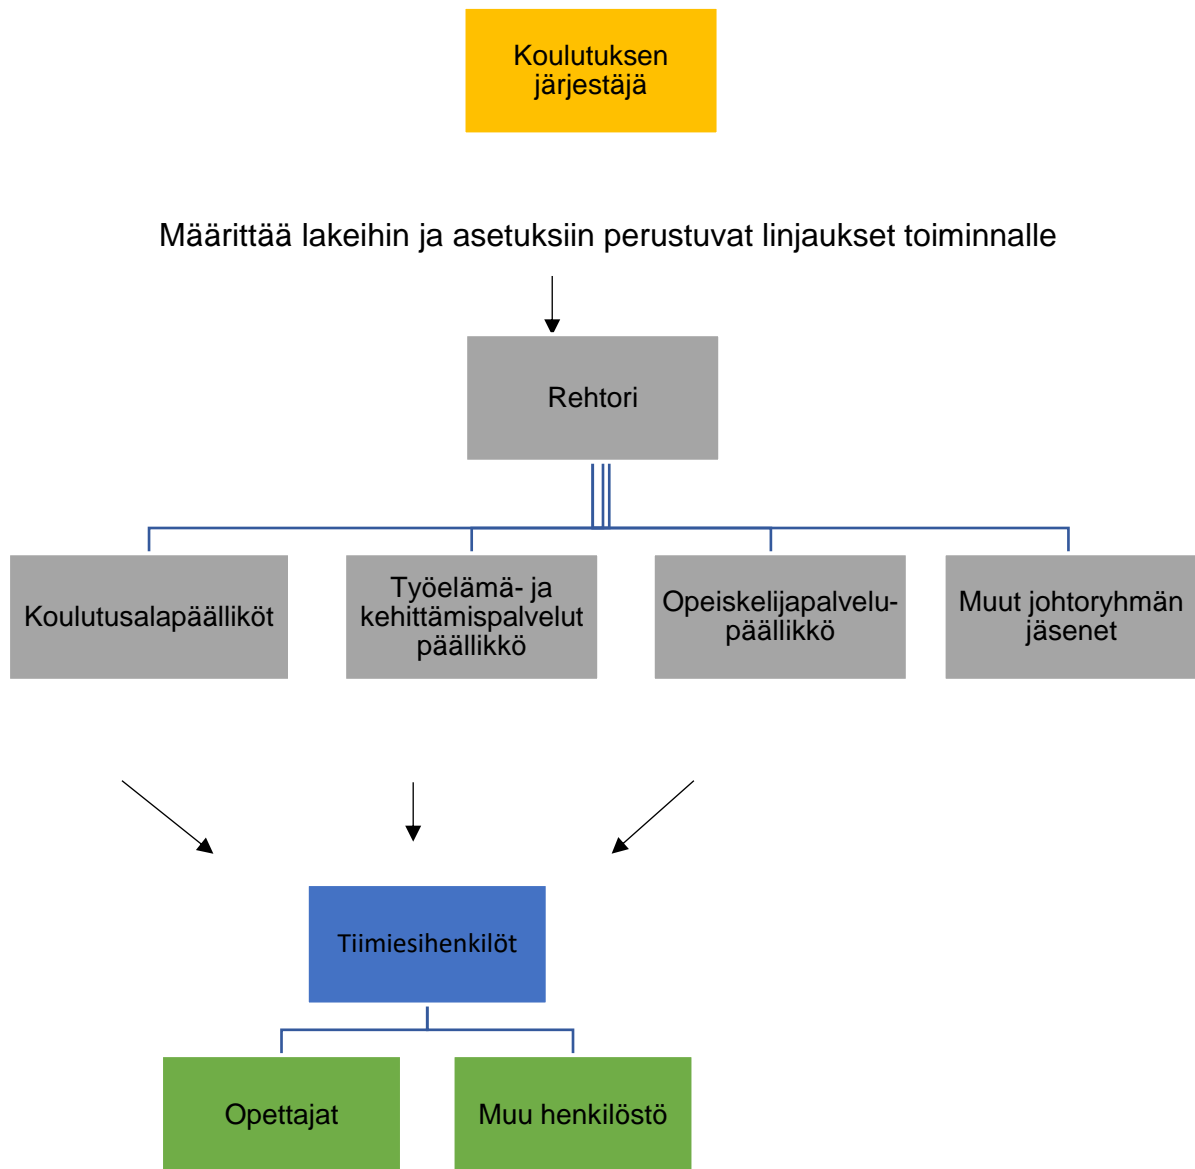 Koulutuksen
järjestäjä
Määrittää lakeihin ja asetuksiin perustuvat linjaukset toiminnalle
Rehtori
Koulutusalapäälliköt
Työelämä- ja
kehittämispalvelut
päällikkö
Opeiskelijapalvelu-
päällikkö
Muut johtoryhmän
jäsenet
Tiimiesihenkilöt
Opettajat
Muu henkilöstö